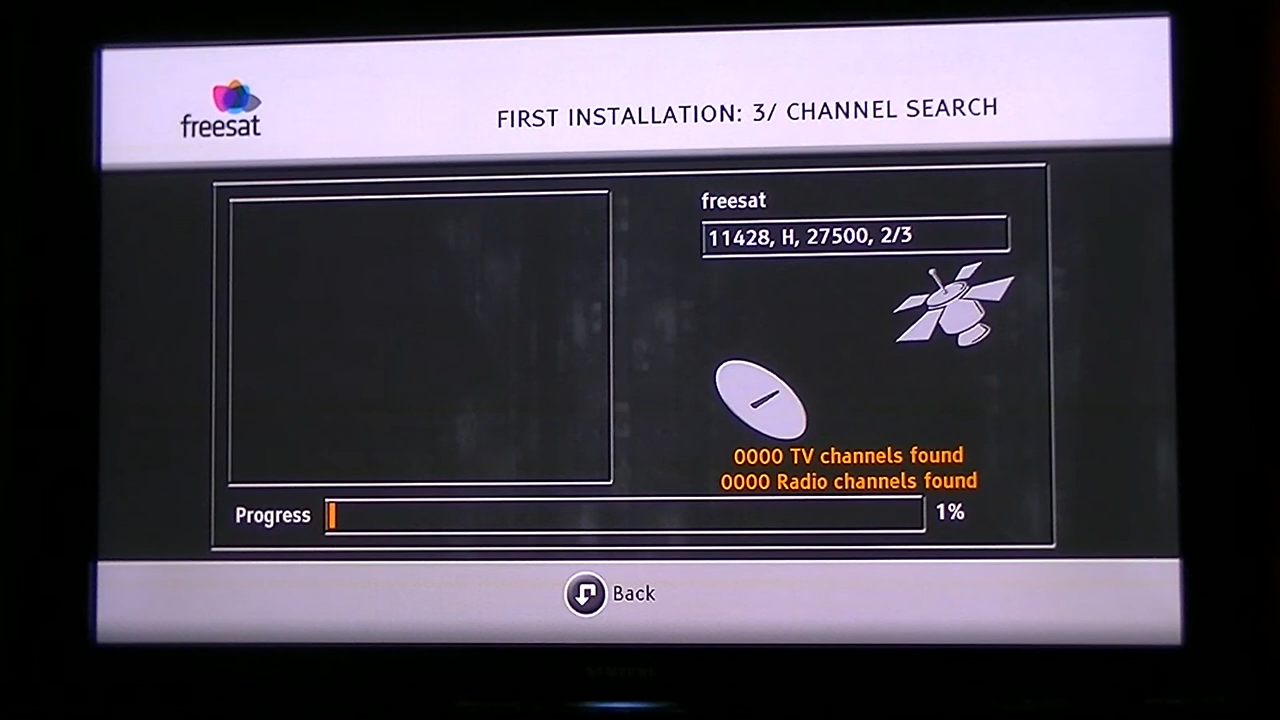 freesat
FIRST INSTALLATION: 3/ CHANNEL SEARCH
freesat
11428, H, 27500, 2/3
0000 TV channels found
0000 Radio channels found
Progress
1%
Back
SAMSUNG